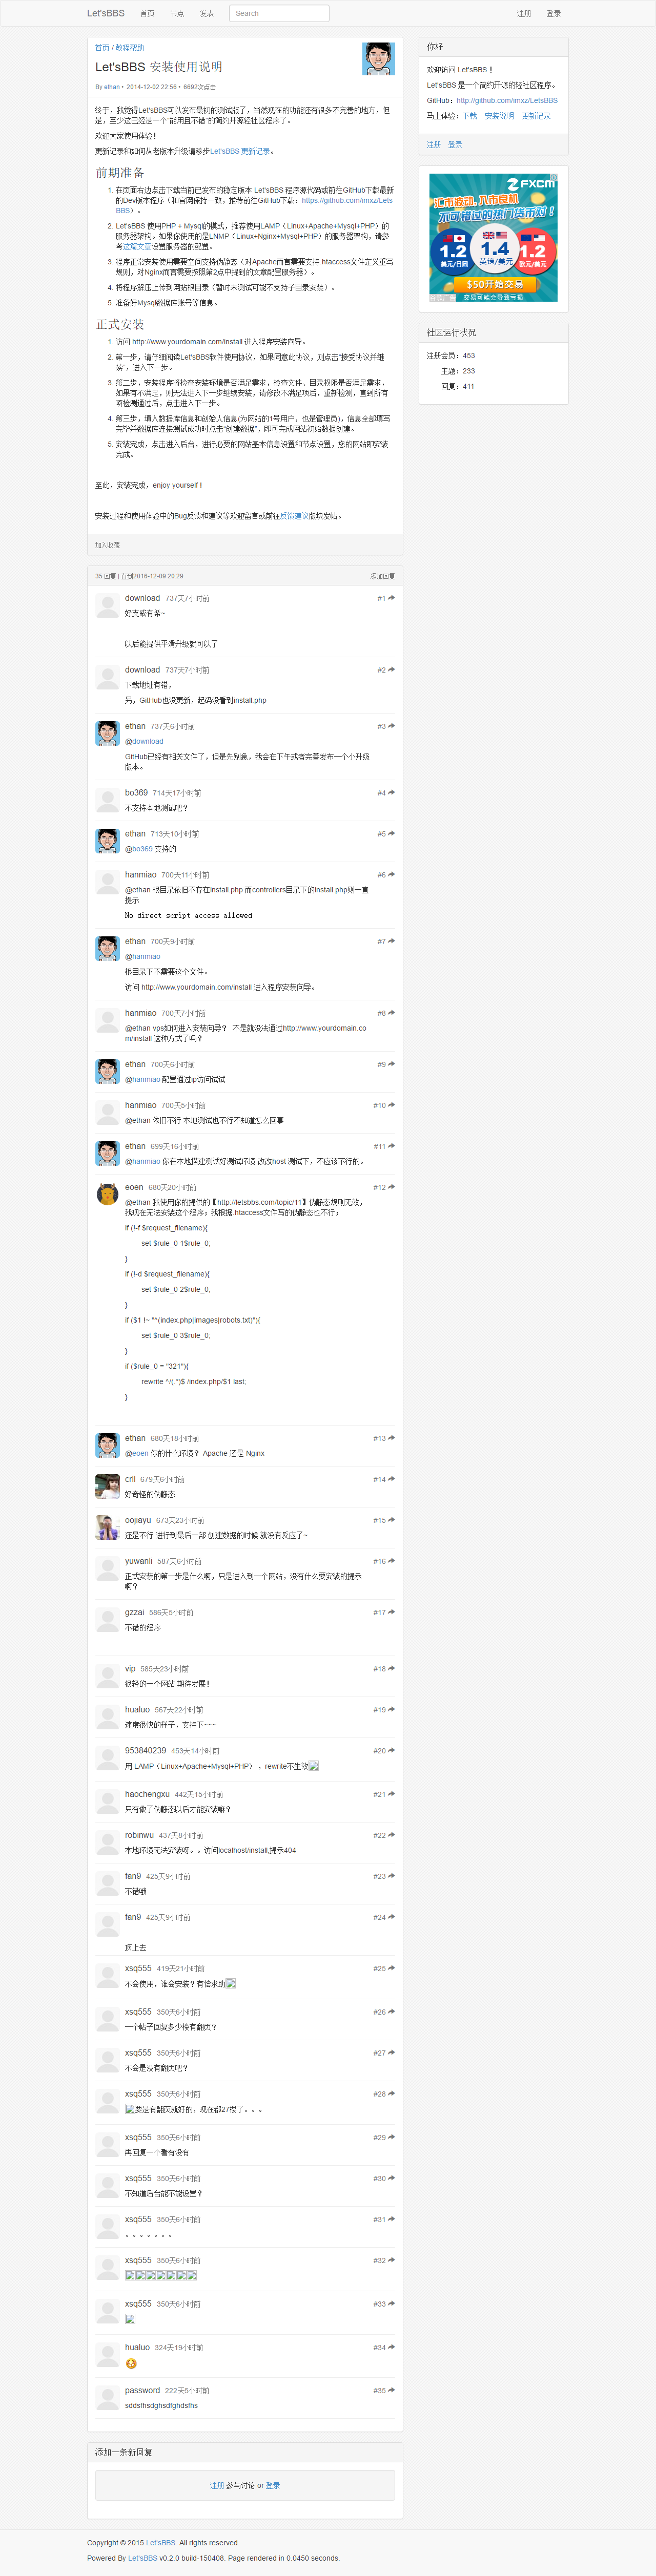 Let'sBBS 首页 节点 发表 Search 注册 登录
首页 / 教程帮助
Let'sBBS 安装使用说明
By ethan • 2014-12-02 22:56 • 6692次点击
终于，我觉得Let'sBBS可以发布最初的测试版了，当然现在的功能还有很多不完善的地方，但
是，至少这已经是一个“能用且不错”的简约开源轻社区程序了。
欢迎大家使用体验！
更新记录和如何从老版本升级请移步Let'sBBS 更新记录。
前期准备
1. 在页面右边点击下载当前已发布的稳定版本 Let'sBBS 程序源代码或前往GitHub下载最新
的Dev版本程序（和官网保持一致，推荐前往GitHub下载：https://github.com/imxz/Lets
BBS）。
2. Let'sBBS 使用PHP + Mysql的模式，推荐使用LAMP（Linux+Apache+Mysql+PHP）的
服务器架构。如果你使用的是LNMP（Linux+Nginx+Mysql+PHP）的服务器架构，请参
考这篇文章设置服务器的配置。
3. 程序正常安装使用需要空间支持伪静态（对Apache而言需要支持.htaccess文件定义重写
规则，对Nginx而言需要按照第2点中提到的文章配置服务器）。
4. 将程序解压上传到网站根目录（暂时未测试可能不支持子目录安装）。
5. 准备好Mysql数据库账号等信息。
正式安装
1. 访问 http://www.yourdomain.com/install 进入程序安装向导。
2. 第一步，请仔细阅读Let'sBBS软件使用协议，如果同意此协议，则点击“接受协议并继
续”，进入下一步。
3. 第二步，安装程序将检查安装环境是否满足需求，检查文件、目录权限是否满足需求，
如果有不满足，则无法进入下一步继续安装，请修改不满足项后，重新检测，直到所有
项检测通过后，点击进入下一步。
4. 第三步，填入数据库信息和创始人信息(为网站的1号用户，也是管理员)，信息全部填写
完毕并数据库连接测试成功时点击“创建数据”，即可完成网站初始数据创建。
5. 安装完成，点击进入后台，进行必要的网站基本信息设置和节点设置，您的网站即安装
完成。
至此，安装完成，enjoy yourself！
安装过程和使用体验中的Bug反馈和建议等欢迎留言或前往反馈建议版块发帖。
加入收藏
35 回复 | 直到2016-12-09 20:29 添加回复
download 737天7小时前 #1
好支威有希~
以后能提供平滑升级就可以了
download 737天7小时前 #2
下载地址有错，
另，GitHub也没更新，起码没看到install.php
ethan 737天6小时前 #3
@download
GitHub已经有相关文件了，但是先别急，我会在下午或者完善发布一个小升级
版本。
bo369 714天17小时前 #4
不支持本地测试吧？
ethan 713天10小时前 #5
@bo369 支持的
hanmiao 700天11小时前 #6
@ethan 根目录依旧不存在install.php 而controllers目录下的install.php则一直
提示
No direct script access allowed
ethan 700天9小时前 #7
@hanmiao
根目录下不需要这个文件。
访问 http://www.yourdomain.com/install 进入程序安装向导。
hanmiao 700天7小时前 #8
@ethan vps如何进入安装向导？ 不是就没法通过http://www.yourdomain.co
m/install 这种方式了吗？
ethan 700天6小时前 #9
@hanmiao 配置通过ip访问试试
hanmiao 700天5小时前 #10
@ethan 依旧不行 本地测试也不行不知道怎么回事
ethan 699天16小时前 #11
@hanmiao 你在本地搭建测试好测试环境 改改host 测试下，不应该不行的。
eoen 680天20小时前 #12
@ethan 我使用你的提供的【http://letsbbs.com/topic/11】伪静态规则无效，
我现在无法安装这个程序；我根据.htaccess文件写的伪静态也不行；
if (!-f $request_filename){
set $rule_0 1$rule_0;
}
if (!-d $request_filename){
set $rule_0 2$rule_0;
}
if ($1 !~ "^(index.php|images|robots.txt)"){
set $rule_0 3$rule_0;
}
if ($rule_0 = "321"){
rewrite ^/(.*)$ /index.php/$1 last;
}
ethan 680天18小时前 #13
@eoen 你的什么环境？ Apache 还是 Nginx
crll 679天6小时前 #14
好奇怪的伪静态
oojiayu 673天23小时前 #15
还是不行 进行到最后一部 创建数据的时候 就没有反应了~
yuwanli 587天6小时前 #16
正式安装的第一步是什么啊，只是进入到一个网站，没有什么要安装的提示
啊？
gzzai 586天5小时前 #17
不错的程序
vip 585天23小时前 #18
很轻的一个网站 期待发展！
hualuo 567天22小时前 #19
速度很快的样子，支持下~~~
953840239 453天14小时前 #20
用 LAMP（Linux+Apache+Mysql+PHP），rewrite不生效
haochengxu 442天15小时前 #21
只有做了伪静态以后才能安装嘛？
robinwu 437天8小时前 #22
本地环境无法安装呀。。访问localhost/install,提示404
fan9 425天9小时前 #23
不错哦
fan9 425天9小时前 #24
顶上去
xsq555 419天21小时前 #25
不会使用，谁会安装？有偿求助
xsq555 350天6小时前 #26
一个帖子回复多少楼有翻页？
xsq555 350天6小时前 #27
不会是没有翻页吧？
xsq555 350天6小时前 #28
要是有翻页就好的，现在都27楼了。。。
xsq555 350天6小时前 #29
再回复一个看有没有
xsq555 350天6小时前 #30
不知道后台能不能设置？
xsq555 350天6小时前 #31
。。。。。。。
xsq555 350天6小时前 #32
xsq555 350天6小时前 #33
hualuo 324天19小时前 #34
password 222天5小时前 #35
sddsfhsdghsdfghdsfhs
添加一条新回复
注册 参与讨论 or 登录
你好
欢迎访问 Let'sBBS ！
Let'sBBS 是一个简约开源的轻社区程序。
GitHub：http://github.com/imxz/LetsBBS
马上体验：下载 安装说明 更新记录
注册 登录
FXCM
汇市波动，入市良机
不可错过的热门汇市！
1.2 1.4 1.2
美元/日圆 英镑/美元 欧元/美元
$50开始交易
交易可能会导致亏损
社区运行状况
注册会员：453
主题：233
回复：411
Copyright © 2015 Let'sBBS. All rights reserved.
Powered By Let'sBBS v0.2.0 build-150408. Page rendered in 0.0450 seconds.